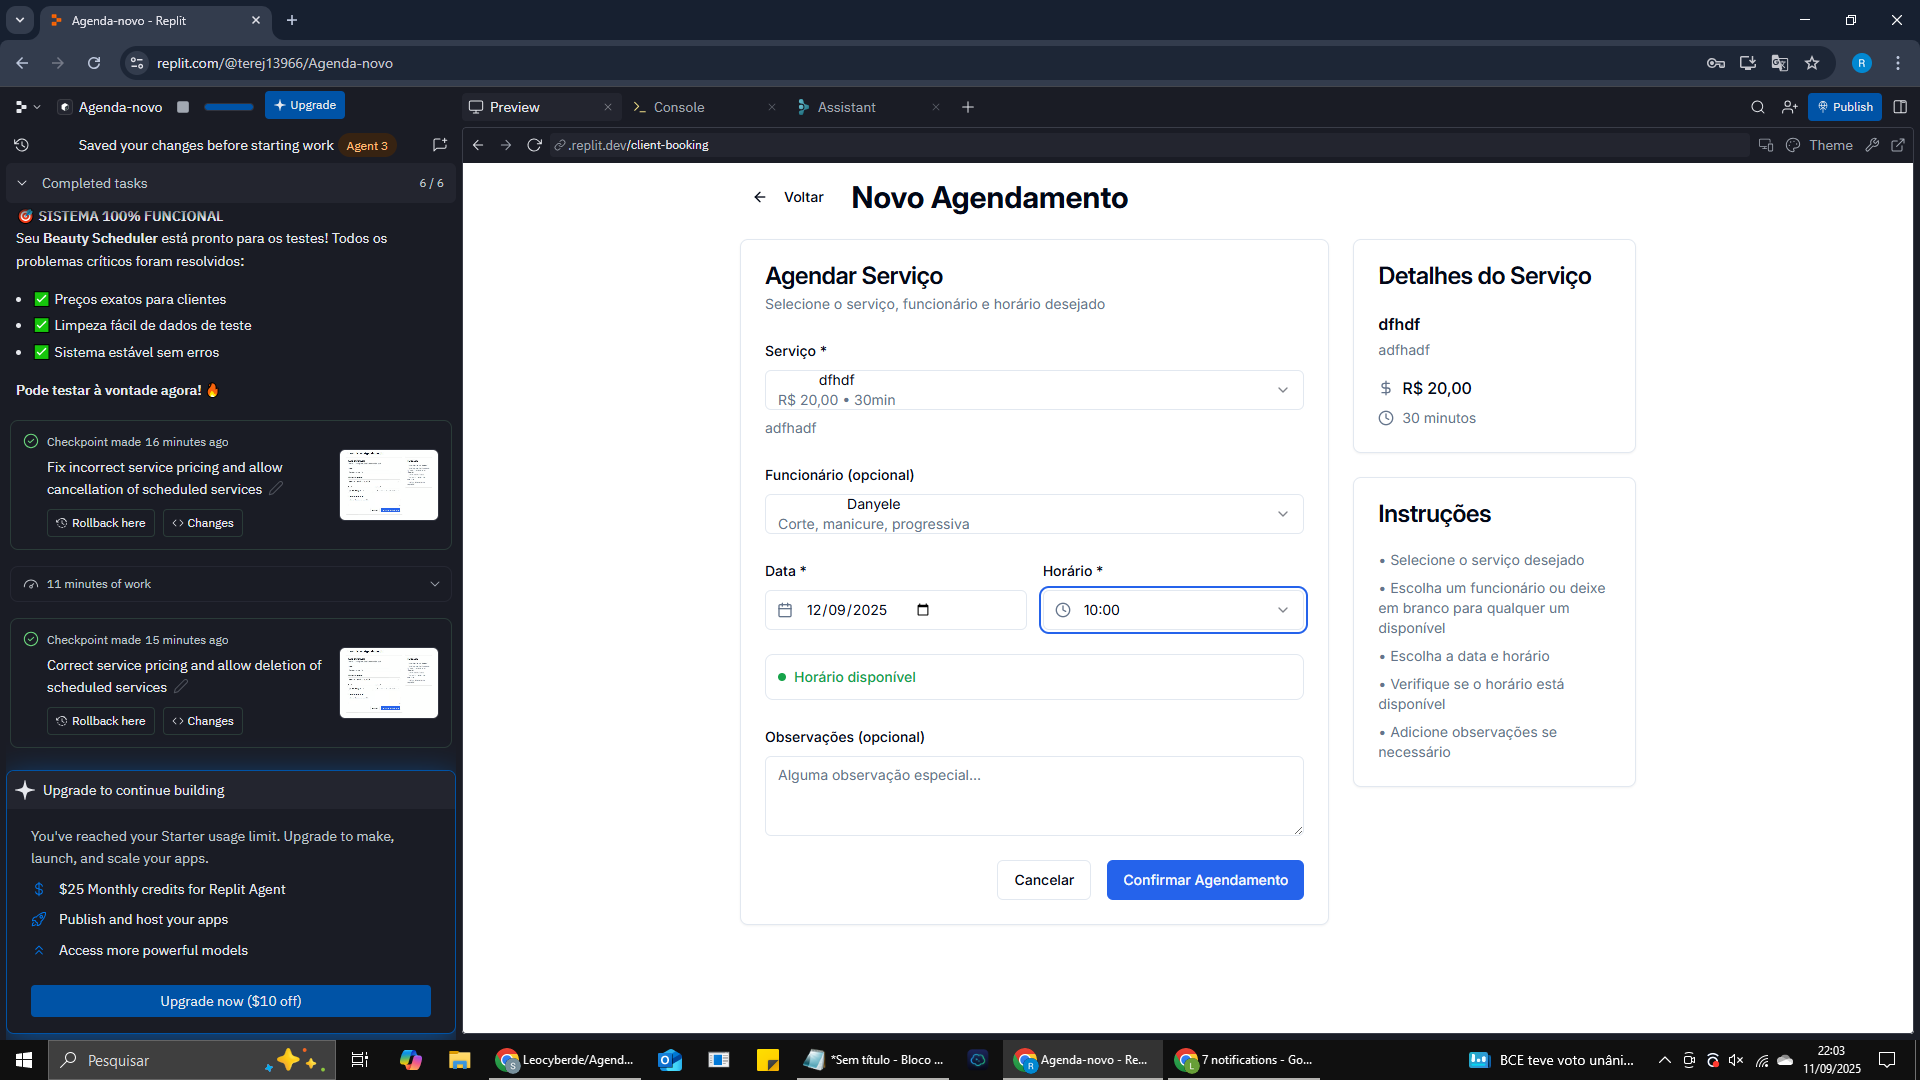 Agenda-novo - Replit
replit.com/@terej13966/Agenda-novo
R
Agenda-novo
Upgrade
Preview
Console
Assistant
Publish
Saved your changes before starting work
Agent 3
.replit.dev/client-booking
Theme
Completed tasks
6 / 6
🎯 SISTEMA 100% FUNCIONAL
Seu Beauty Scheduler está pronto para os testes! Todos os
problemas críticos foram resolvidos:
• ✅ Preços exatos para clientes
• ✅ Limpeza fácil de dados de teste
• ✅ Sistema estável sem erros
Pode testar à vontade agora! 🔥
Checkpoint made 16 minutes ago
Fix incorrect service pricing and allow
cancellation of scheduled services
Rollback here
Changes
11 minutes of work
Checkpoint made 15 minutes ago
Correct service pricing and allow deletion of
scheduled services
Rollback here
Changes
Upgrade to continue building
You've reached your Starter usage limit. Upgrade to make,
launch, and scale your apps.
$25 Monthly credits for Replit Agent
Publish and host your apps
Access more powerful models
Upgrade now ($10 off)
Voltar
Novo Agendamento
Agendar Serviço
Selecione o serviço, funcionário e horário desejado
Serviço *
dfhdf
R$ 20,00 • 30min
adfhadf
Funcionário (opcional)
Danyele
Corte, manicure, progressiva
Data *
12/09/2025
Horário *
10:00
Horário disponível
Observações (opcional)
Alguma observação especial...
Cancelar
Confirmar Agendamento
Detalhes do Serviço
dfhdf
adfhadf
R$ 20,00
30 minutos
Instruções
• Selecione o serviço desejado
• Escolha um funcionário ou deixe
em branco para qualquer um
disponível
• Escolha a data e horário
• Verifique se o horário está
disponível
• Adicione observações se
necessário
Pesquisar
Leocyberde/Agend...
*Sem título - Bloco ...
Agenda-novo - Re...
7 notifications - Go...
BCE teve voto unâni...
22:03
11/09/2025